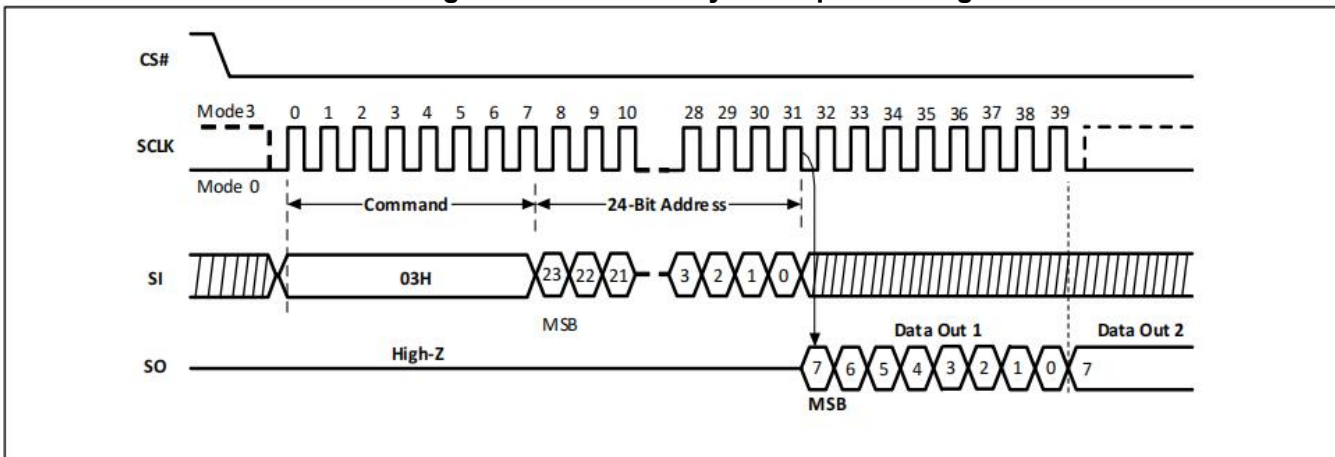 CS#
Mode3 0 1 2 3 4 5 6 7 8 9 10 28 29 30 31 32 33 34 35 36 37 38 39
SCLK
Mode 0
Command 24-Bit Address
SI 03H 23 22 21 3 2 1 0
MSB
Data Out 1 Data Out 2
High-Z
SO 7 6 5 4 3 2 1 0 7
MSB